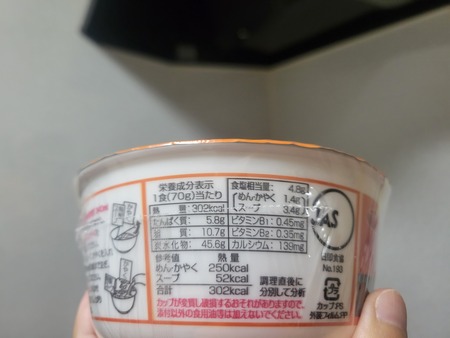 栄養成分表示
1食(70g)当たり
熱量:302kcal
たんぱく質:5.8g
脂質:10.7g
炭水化物:45.6g
食塩相当量:4.8g
めん・かやく 1.4g
スープ 3.4g
ビタミンB1:0.45mg
ビタミンB2:0.35mg
カルシウム:139mg
参考値 熱量
めん・かやく 250kcal
スープ 52kcal
合計 302kcal
調理直後に
分別して分析
カップが変質し破損するおそれがありますので、
添付以外の食用油等は加えないでください。
JAS
No.193
プラ
カップ:PS
外装フィルム:PP